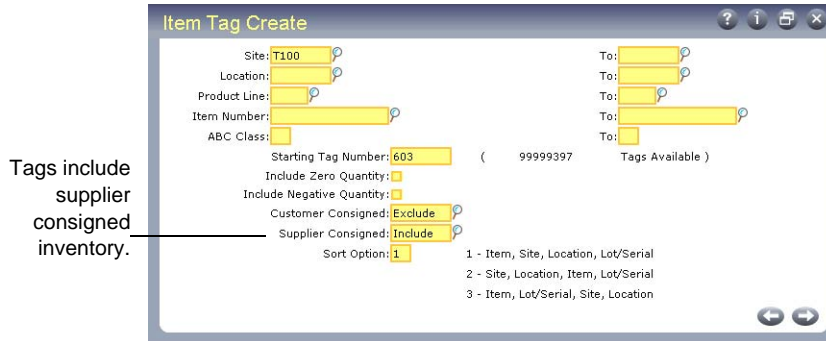 Item Tag Create
Site: T100 To:
Location: To:
Product Line: To:
Item Number: To:
ABC Class: To:
Starting Tag Number: 603 ( 99999397 Tags Available )
Include Zero Quantity:
Include Negative Quantity:
Customer Consigned: Exclude
Supplier Consigned: Include
Sort Option: 1 1 - Item, Site, Location, Lot/Serial
2 - Site, Location, Item, Lot/Serial
3 - Item, Lot/Serial, Site, Location
Tags include
supplier
consigned
inventory.